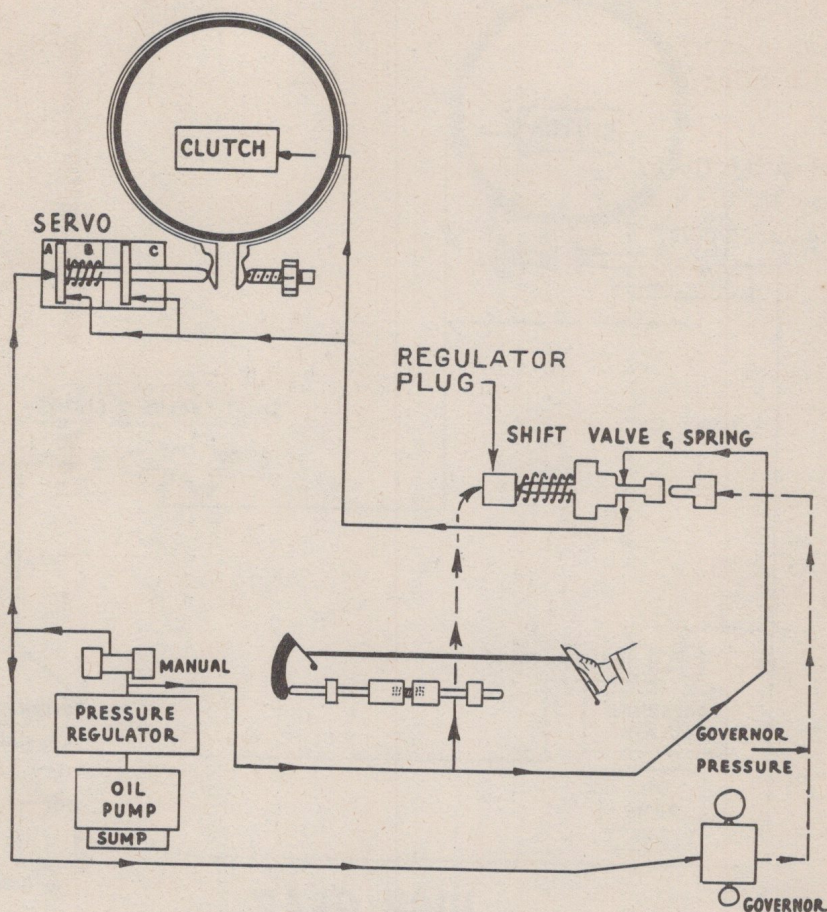 CLUTCH
SERVO
A B C
REGULATOR
PLUG
SHIFT VALVE & SPRING
MANUAL
PRESSURE
REGULATOR
GOVERNOR
PRESSURE
OIL
PUMP
SUMP
GOVERNOR